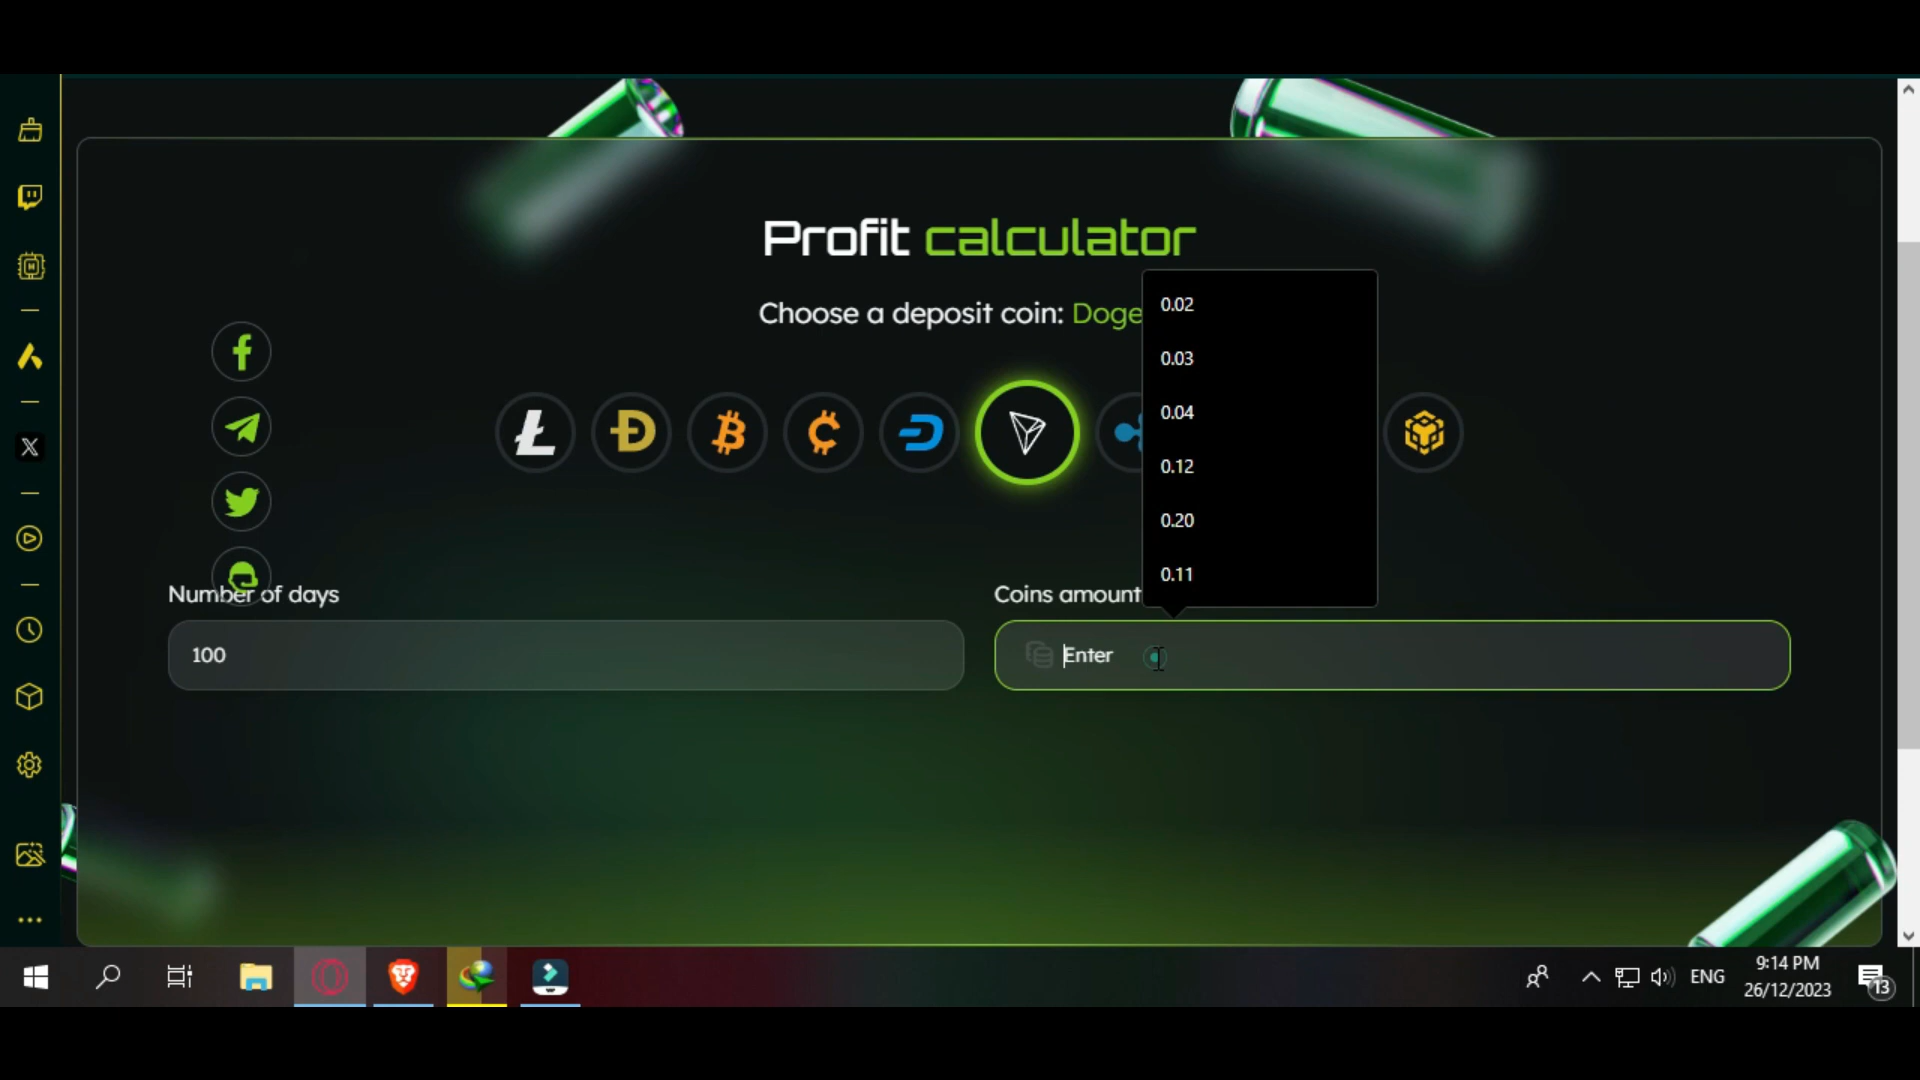 Profit calculator
Choose a deposit coin: Doge
0.02
0.03
0.04
0.12
0.20
0.11
Number of days
Coins amount
100
Enter
ENG
9:14 PM
26/12/2023
13